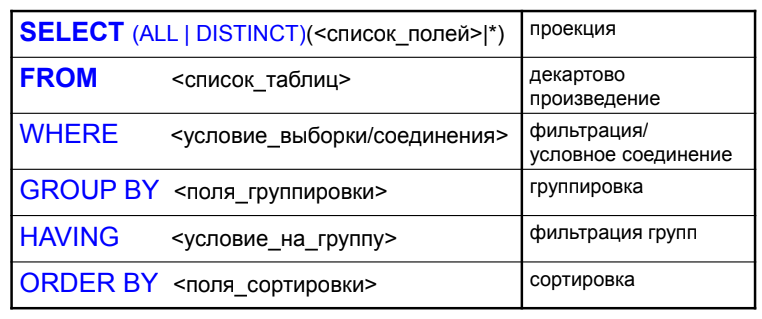 SELECT (ALL | DISTINCT)(<список_полей>|*) проекция
FROM <список_таблиц> декартово
произведение
WHERE <условие_выборки/соединения> фильтрация/
условное соединение
GROUP BY <поля_группировки> группировка
HAVING <условие_на_группу> фильтрация групп
ORDER BY <поля_сортировки> сортировка